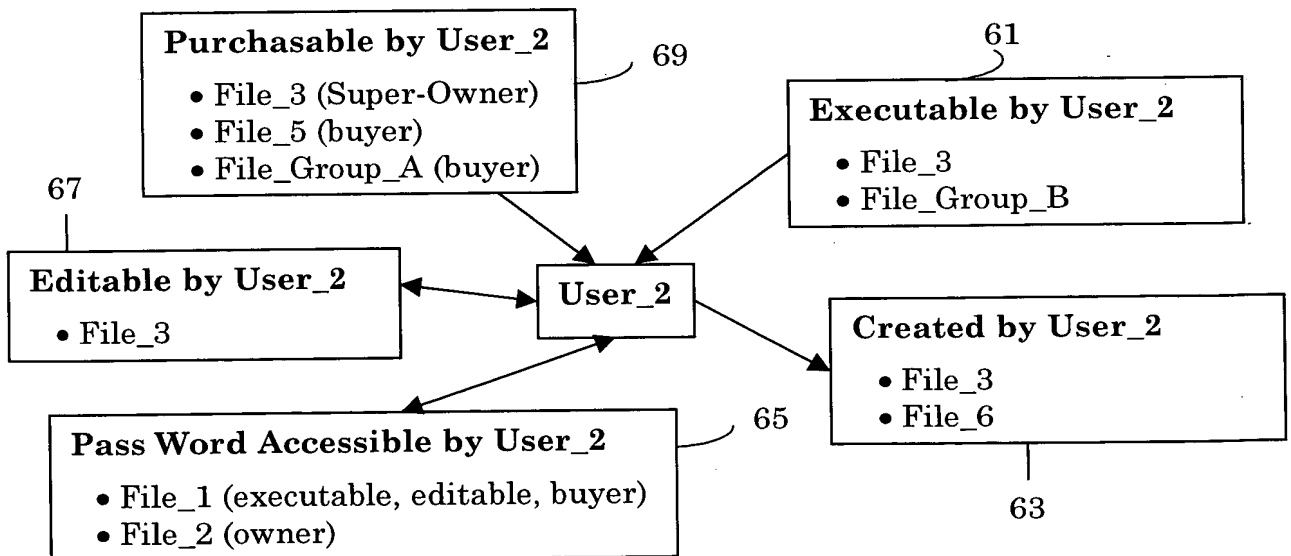 Purchasable by User_2
• File_3 (Super-Owner)
• File_5 (buyer)
• File_Group_A (buyer)
69
61
Executable by User_2
• File_3
• File_Group_B
67
Editable by User_2
• File_3
User_2
Created by User_2
• File_3
• File_6
63
Pass Word Accessible by User_2
• File_1 (executable, editable, buyer)
• File_2 (owner)
65